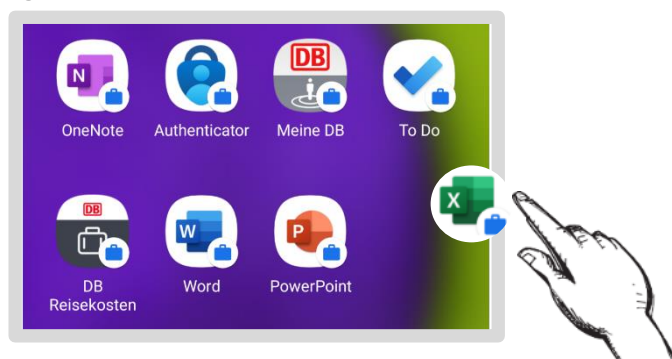 N
DB
OneNote
Authenticator
Meine DB
To Do
DB
W
P
X
DB
Reisekosten
Word
PowerPoint